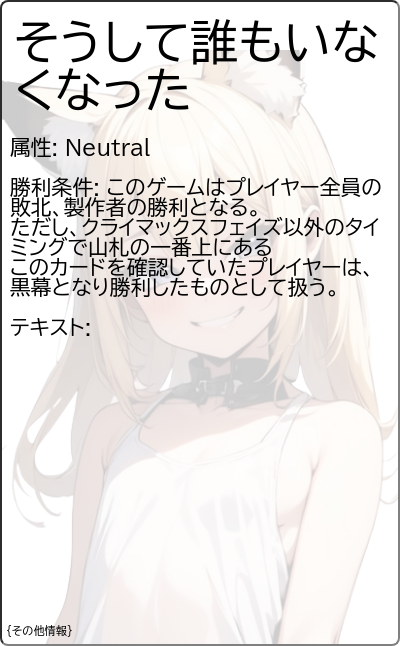 そうして誰もいな
くなった
属性: Neutral
勝利条件: このゲームはプレイヤー全員の
敗北、製作者の勝利となる。
ただし、クライマックスフェイズ以外のタイ
ミングで山札の一番上にある
このカードを確認していたプレイヤーは、
黒幕となり勝利したものとして扱う。
テキスト:
{その他情報}